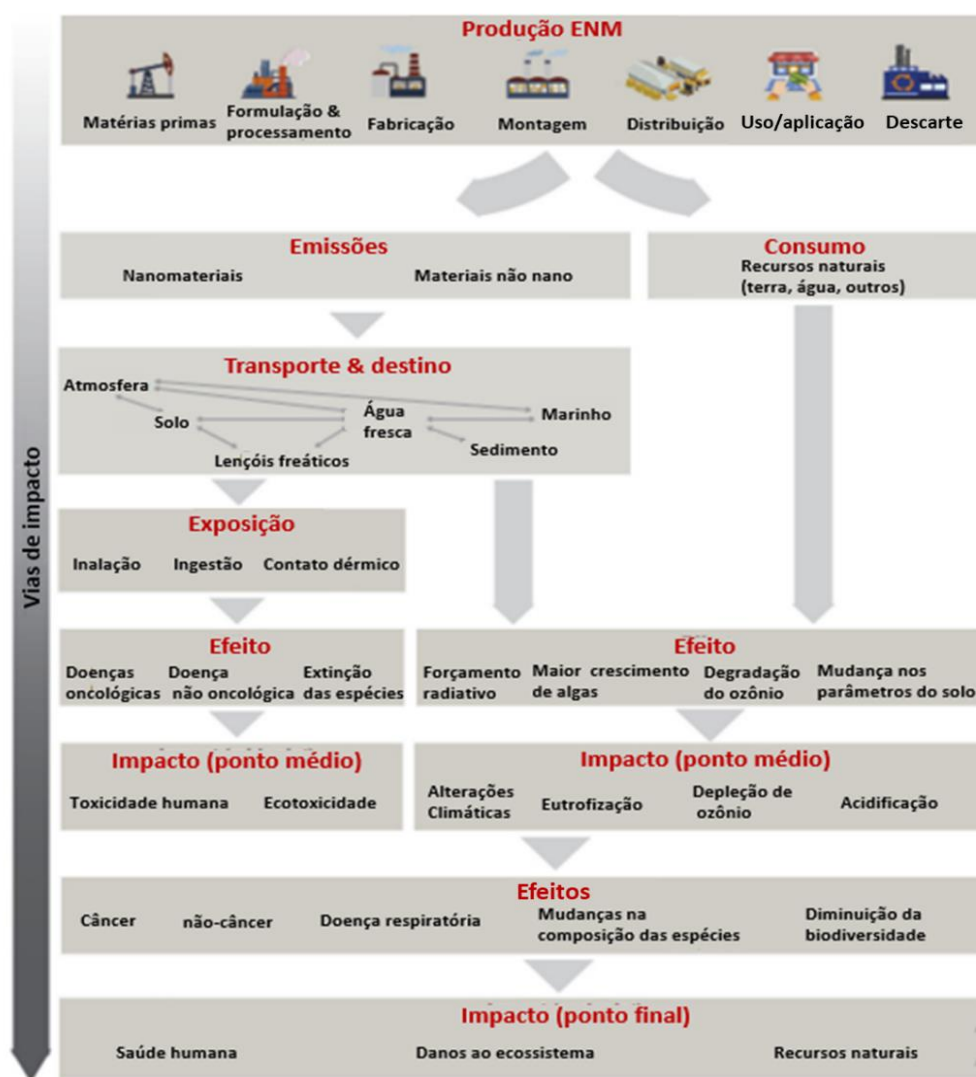 Produção ENM
Matérias primas
Formulação &
processamento
Fabricação
Montagem
Distribuição
Uso/aplicação
Descarte
Emissões
Nanomateriais
Materiais não nano
Consumo
Recursos naturais
(terra, água, outros)
Transporte & destino
Atmosfera
Solo
Água
fresca
Marinho
Lençóis freáticos
Sedimento
Vias de impacto
Exposição
Inalação
Ingestão
Contato dérmico
Efeito
Doenças
oncológicas
Doença
não oncológica
Extinção
das espécies
Efeito
Forçamento
radiativo
Maior crescimento
de algas
Degradação
do ozônio
Mudança nos
parâmetros do solo
Impacto (ponto médio)
Toxicidade humana
Ecotoxicidade
Impacto (ponto médio)
Alterações
Climáticas
Eutrofização
Depleção de
ozônio
Acidificação
Efeitos
Câncer
não-câncer
Doença respiratória
Mudanças na
composição das espécies
Diminuição da
biodiversidade
Impacto (ponto final)
Saúde humana
Danos ao ecossistema
Recursos naturais